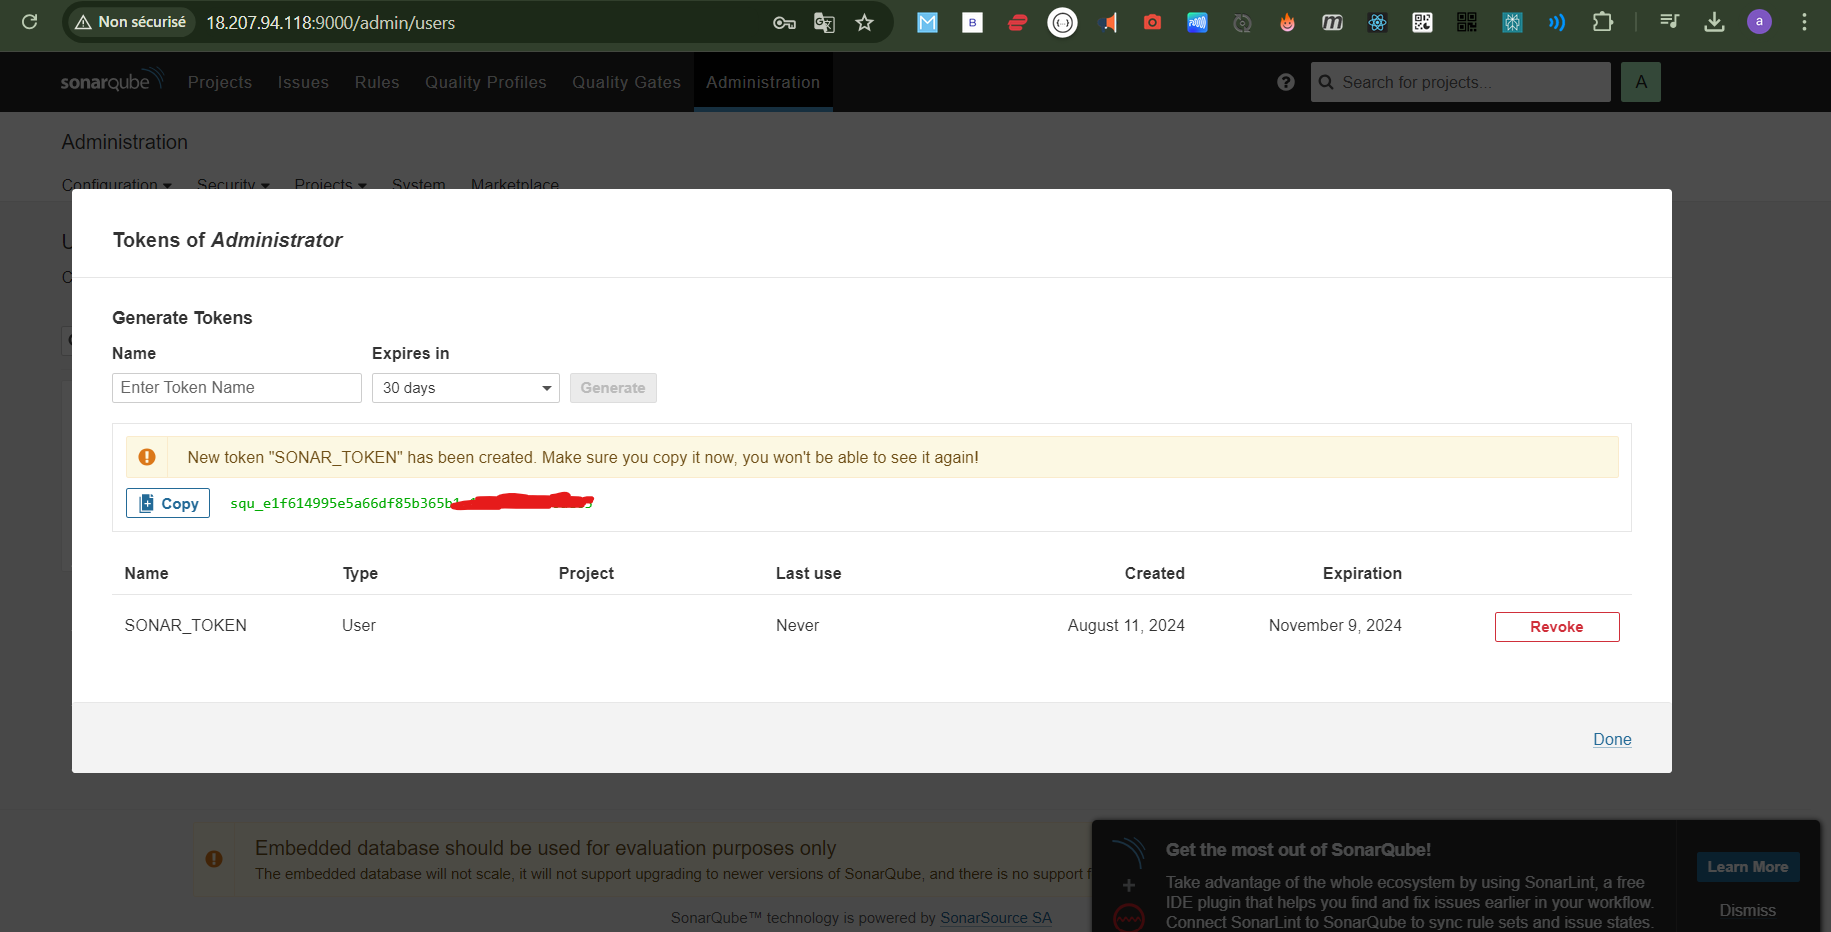 Non sécurisé
18.207.94.118:9000/admin/users
sonarqube
Projects
Issues
Rules
Quality Profiles
Quality Gates
Administration
Search for projects...
A
a
Administration
Configuration
Security
Projects
System
Marketplace
Tokens of Administrator
Generate Tokens
Name
Expires in
Enter Token Name
30 days
Generate
New token "SONAR_TOKEN" has been created. Make sure you copy it now, you won't be able to see it again!
Copy
squ_e1f614995e5a66df85b365b
Name
Type
Project
Last use
Created
Expiration
SONAR_TOKEN
User
Never
August 11, 2024
November 9, 2024
Revoke
Done
Embedded database should be used for evaluation purposes only
The embedded database will not scale, it will not support upgrading to newer versions of SonarQube, and there is no support
SonarQube™ technology is powered by SonarSource SA
Get the most out of SonarQube!
Take advantage of the whole ecosystem by using SonarLint, a free
IDE plugin that helps you find and fix issues earlier in your workflow.
Connect SonarLint to SonarQube to sync rule sets and issue states.
Learn More
Dismiss